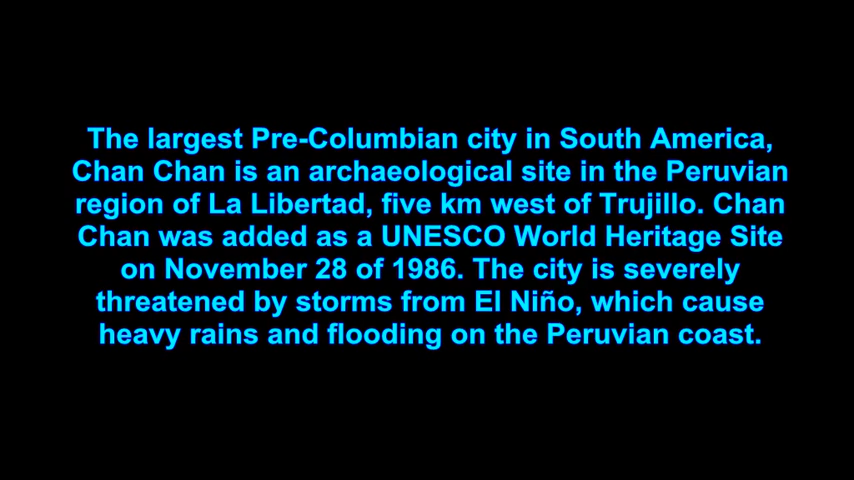 The largest Pre-Columbian city in South America,
Chan Chan is an archaeological site in the Peruvian
region of La Libertad, five km west of Trujillo. Chan
Chan was added as a UNESCO World Heritage Site
on November 28 of 1986. The city is severely
threatened by storms from El Niño, which cause
heavy rains and flooding on the Peruvian coast.